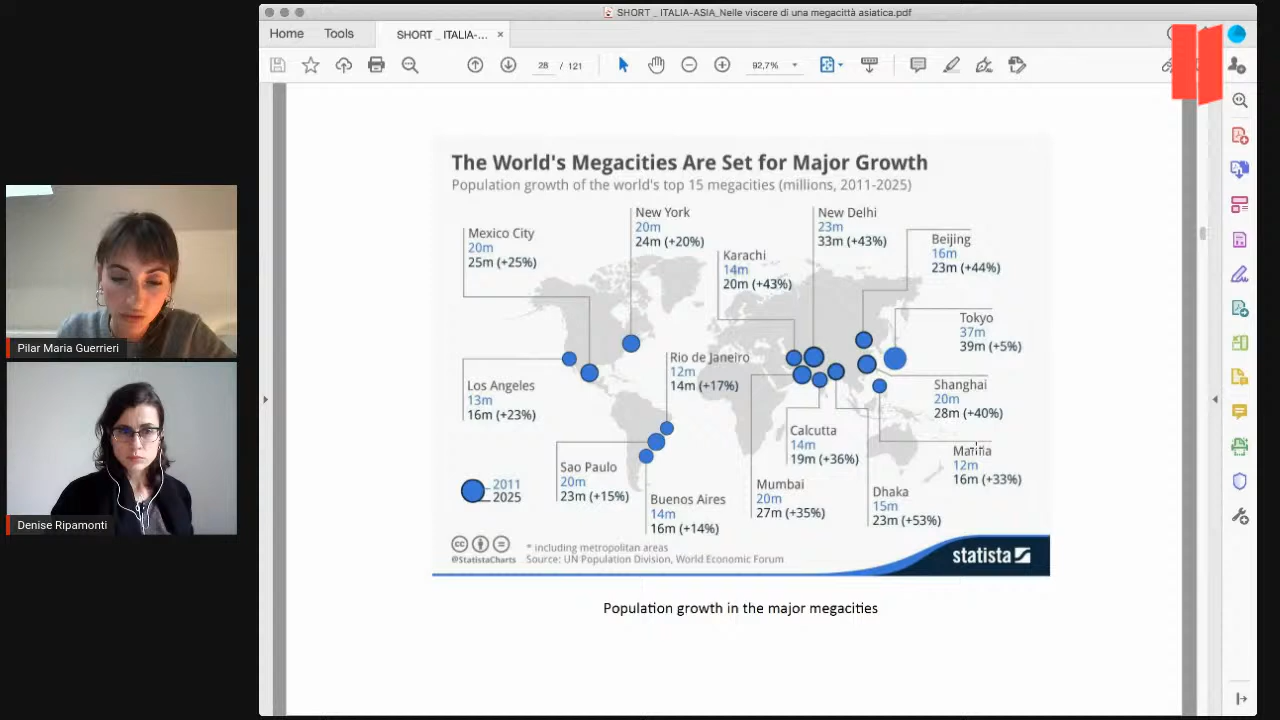 SHORT _ ITALIA-ASIA_Nelle viscere di una megacittà asiatica.pdf
Home
Tools
SHORT _ ITALIA-... ×
28 / 121
92,7%
The World's Megacities Are Set for Major Growth
Population growth of the world's top 15 megacities (millions, 2011-2025)
Mexico City
20m
25m (+25%)
New York
20m
24m (+20%)
Karachi
14m
20m (+43%)
New Delhi
23m
33m (+43%)
Beijing
16m
23m (+44%)
Tokyo
37m
39m (+5%)
Los Angeles
13m
16m (+23%)
Rio de Janeiro
12m
14m (+17%)
Shanghai
20m
28m (+40%)
Sao Paulo
20m
23m (+15%)
Buenos Aires
14m
16m (+14%)
Calcutta
14m
19m (+36%)
Mumbai
20m
27m (+35%)
Dhaka
15m
23m (+53%)
Manila
12m
16m (+33%)
2011
2025
cc
@StatistaCharts
* including metropolitan areas
Source: UN Population Division, World Economic Forum
statista
Population growth in the major megacities
Pilar Maria Guerrieri
Denise Ripamonti